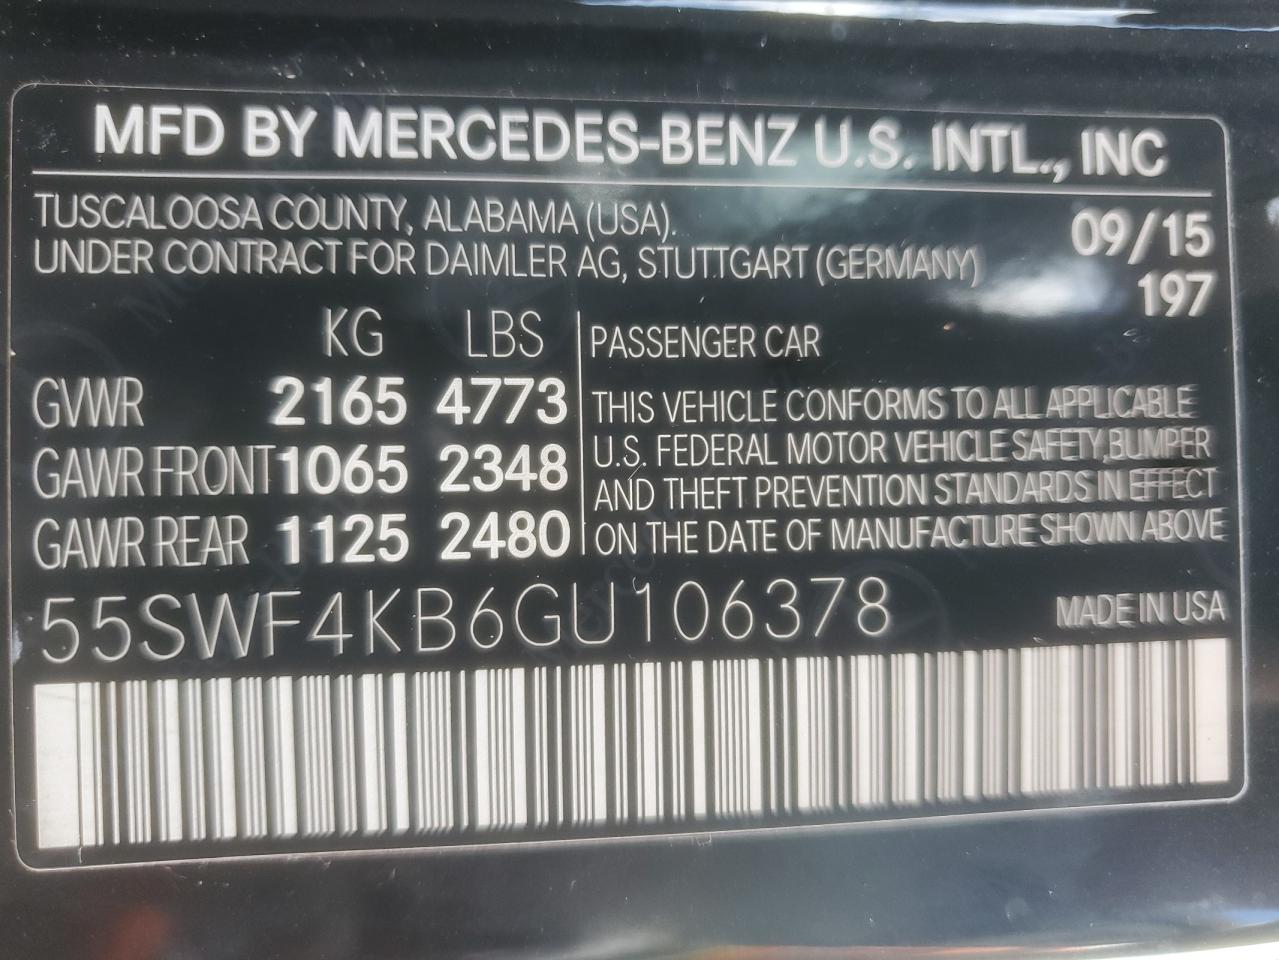 MFD BY MERCEDES-BENZ U.S. INTL., INC
TUSCALOOSA COUNTY, ALABAMA (USA).
UNDER CONTRACT FOR DAIMLER AG, STUTTGART (GERMANY)
09/15
197
KG LBS
GVWR 2165 4773
GAWR FRONT 1065 2348
GAWR REAR 1125 2480
PASSENGER CAR
THIS VEHICLE CONFORMS TO ALL APPLICABLE
U.S. FEDERAL MOTOR VEHICLE SAFETY, BUMPER
AND THEFT PREVENTION STANDARDS IN EFFECT
ON THE DATE OF MANUFACTURE SHOWN ABOVE
55SWF4KB6GU106378
MADE IN USA